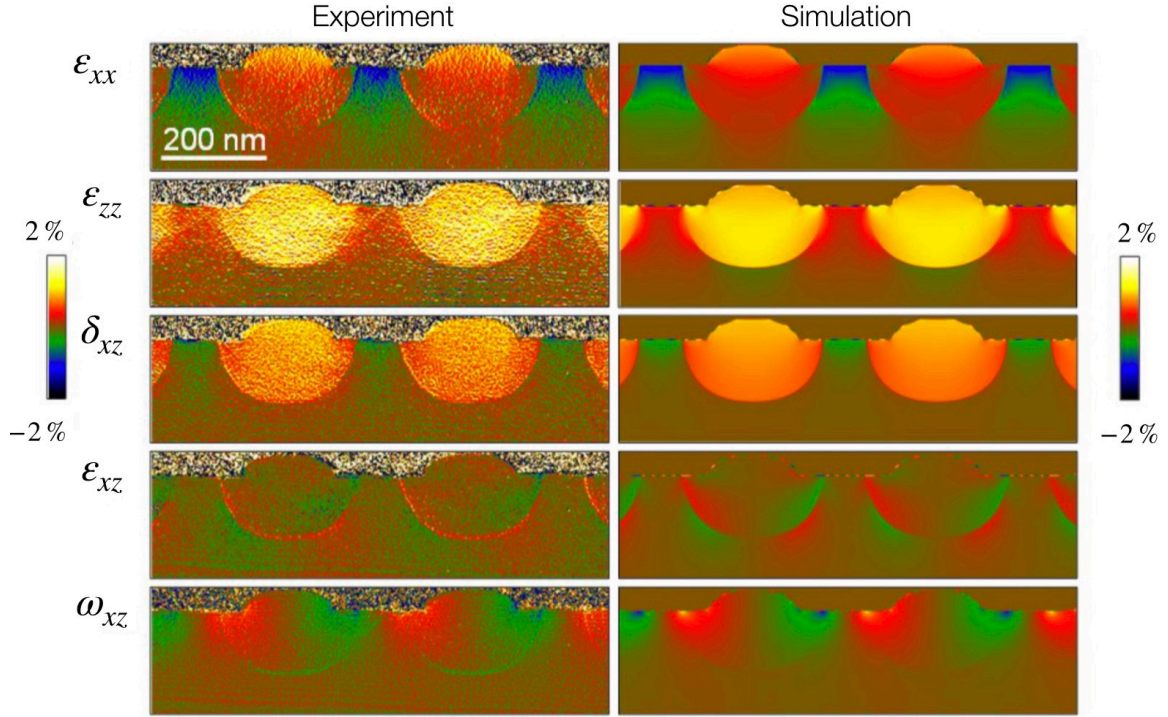 Experiment Simulation
εxx
200 nm
εzz
2 % 2 %
δxz
−2 % −2 %
εxz
ωxz